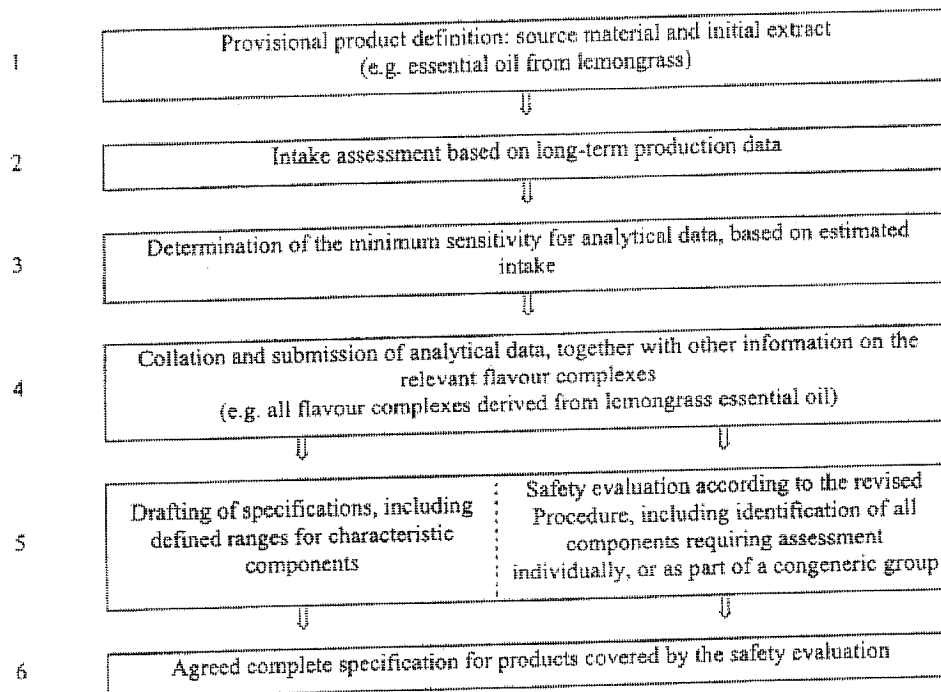 1
Provisional product definition: source material and initial extract
(e.g. essential oil from lemongrass)
2
Intake assessment based on long-term production data
3
Determination of the minimum sensitivity for analytical data, based on estimated
intake
4
Collation and submission of analytical data, together with other information on the
relevant flavour complexes
(e.g. all flavour complexes derived from lemongrass essential oil)
5
Drafting of specifications, including
defined ranges for characteristic
components
Safety evaluation according to the revised
Procedure, including identification of all
components requiring assessment
individually, or as part of a congeneric group
6
Agreed complete specification for products covered by the safety evaluation